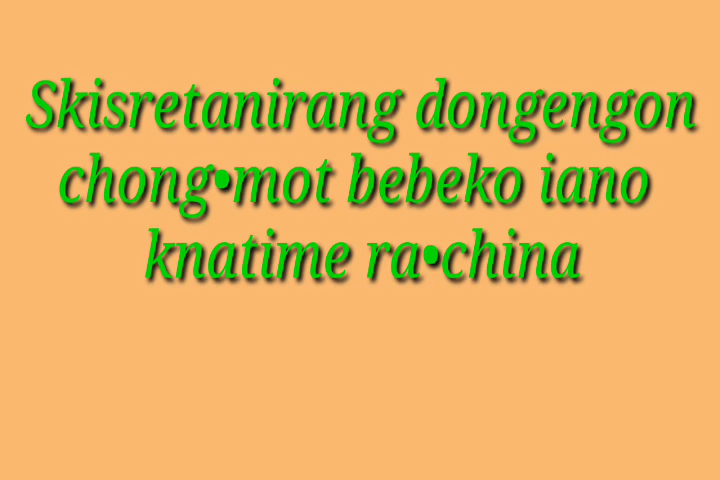 Skisretanirang dongengon
chong•mot bebeko iano
knatime ra•china